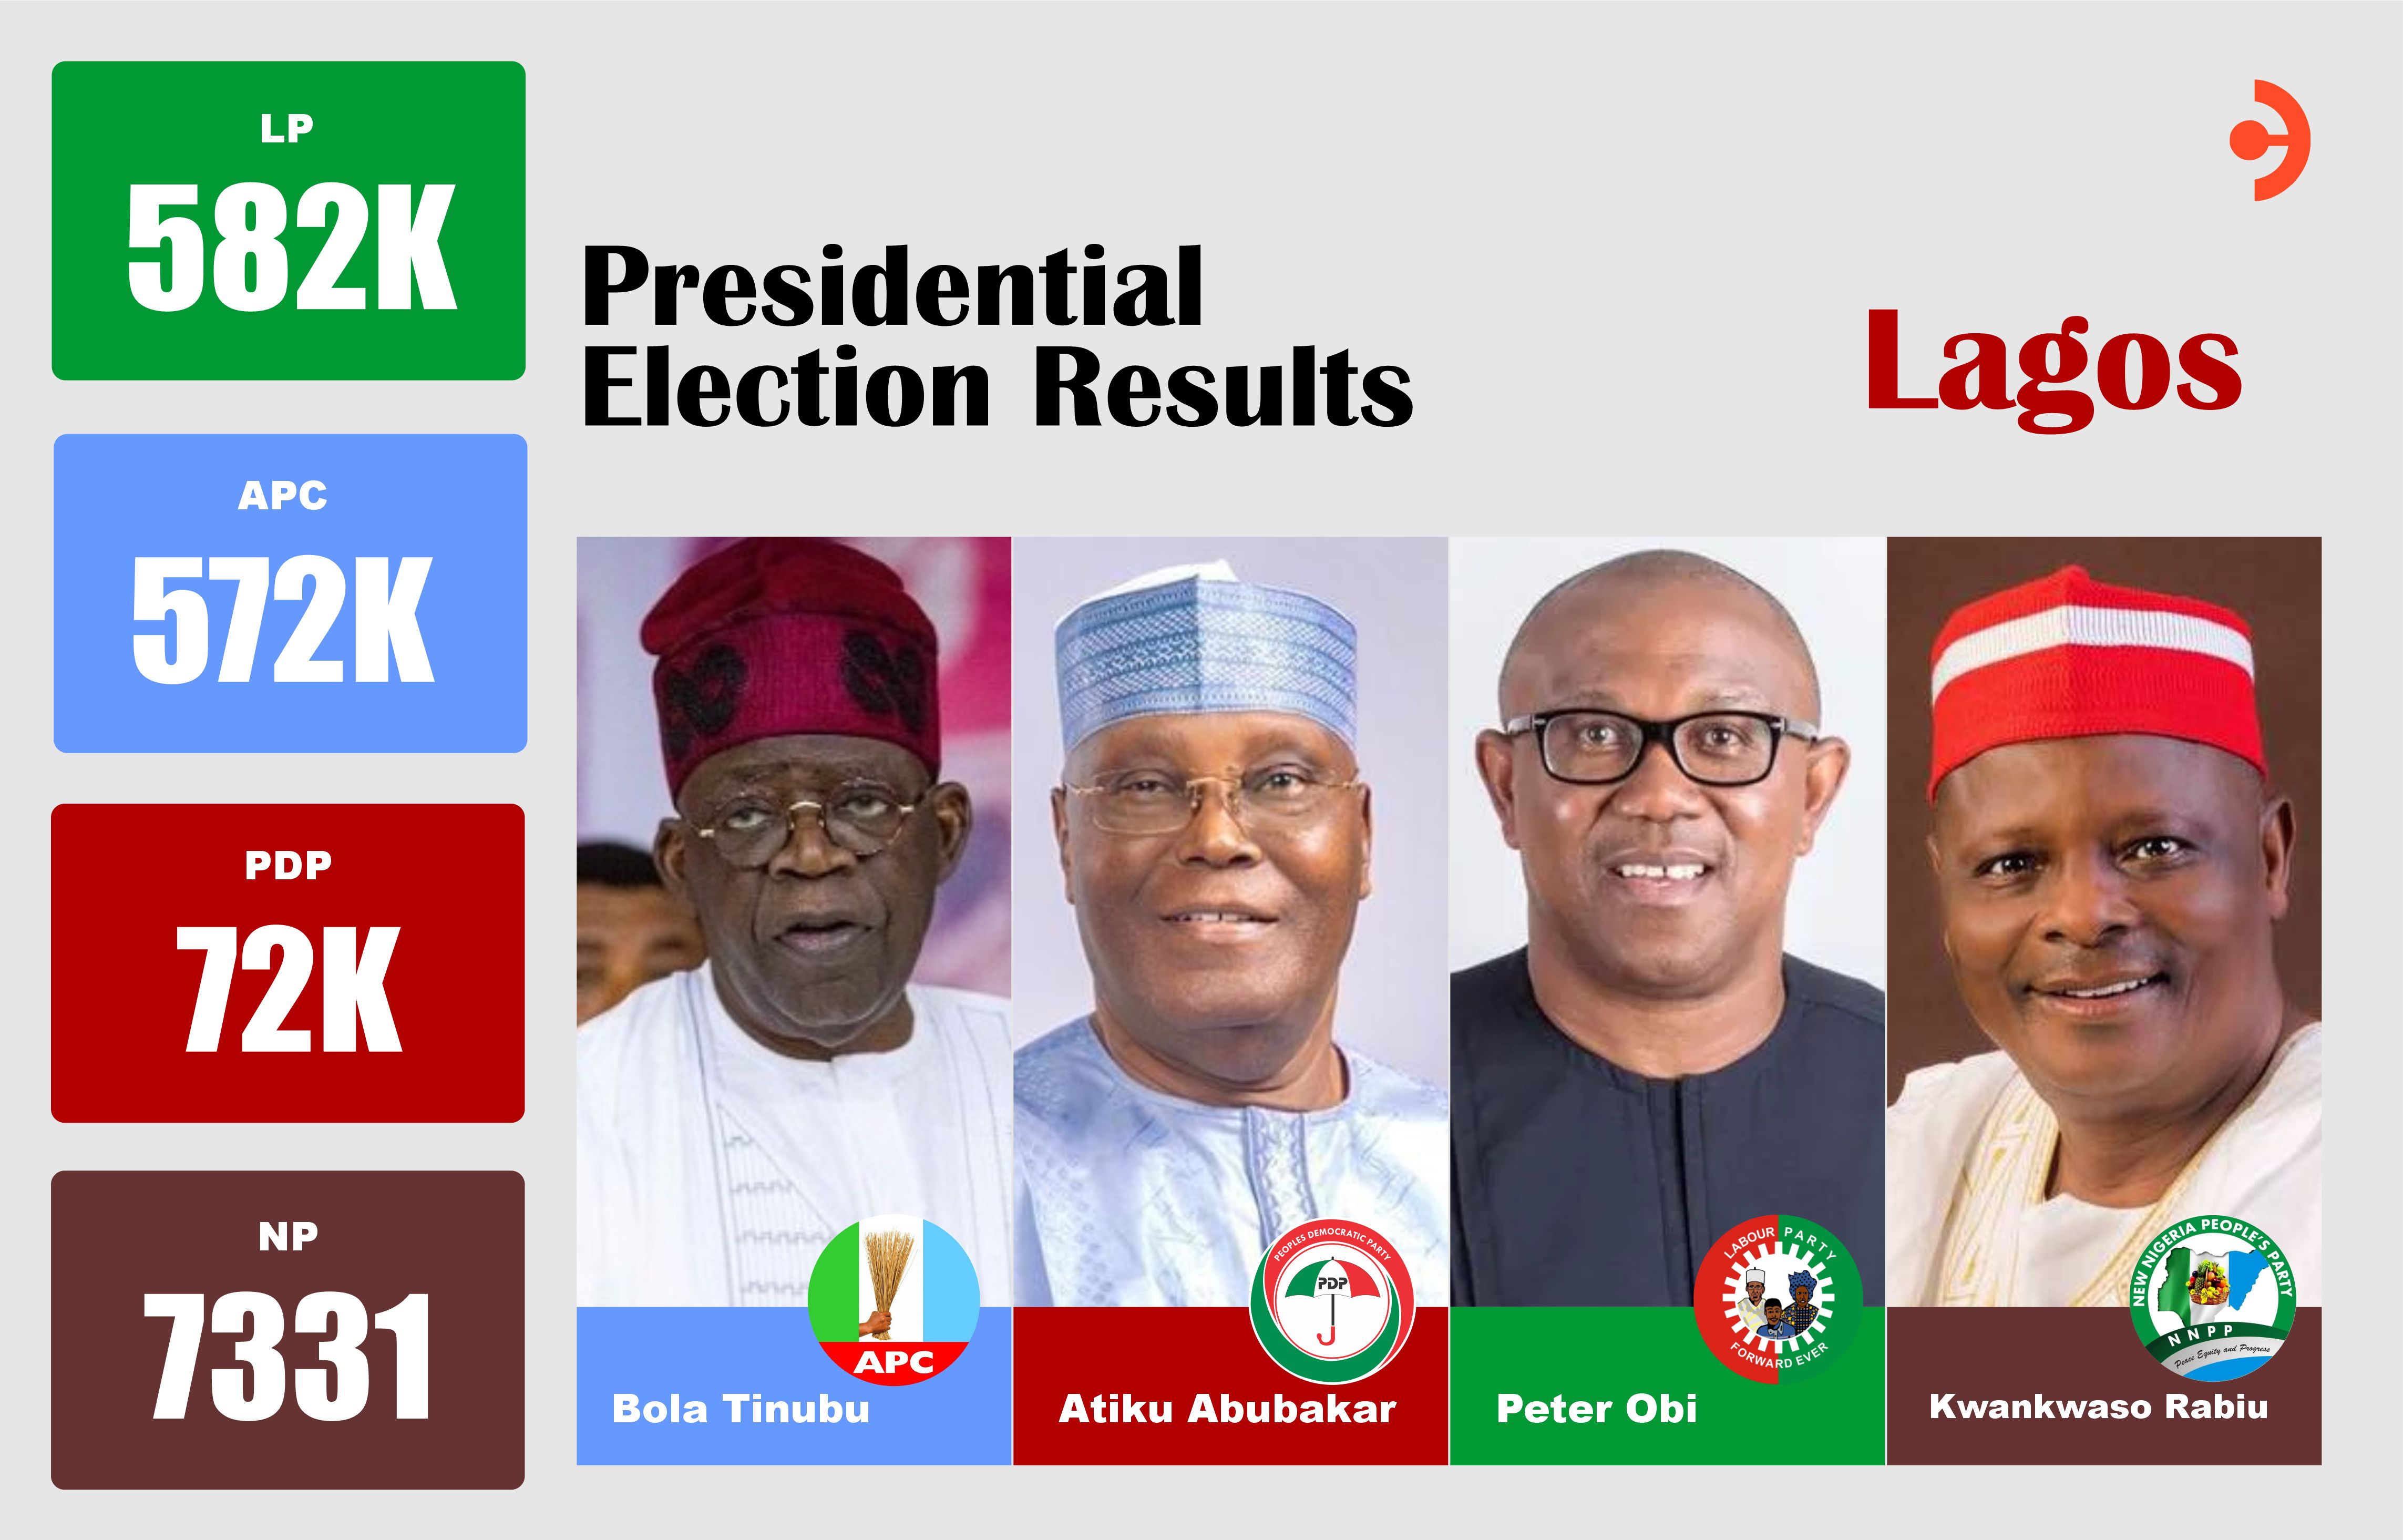 LP
582K
APC
572K
PDP
72K
NP
7331
Presidential
Election Results
Lagos
APC
Bola Tinubu
PEOPLES DEMOCRATIC PARTY
PDP
Atiku Abubakar
LABOUR PARTY
FORWARD EVER
Peter Obi
NEW NIGERIA PEOPLE'S PARTY
NNPP
Peace Equity and Progress
Kwankwaso Rabiu